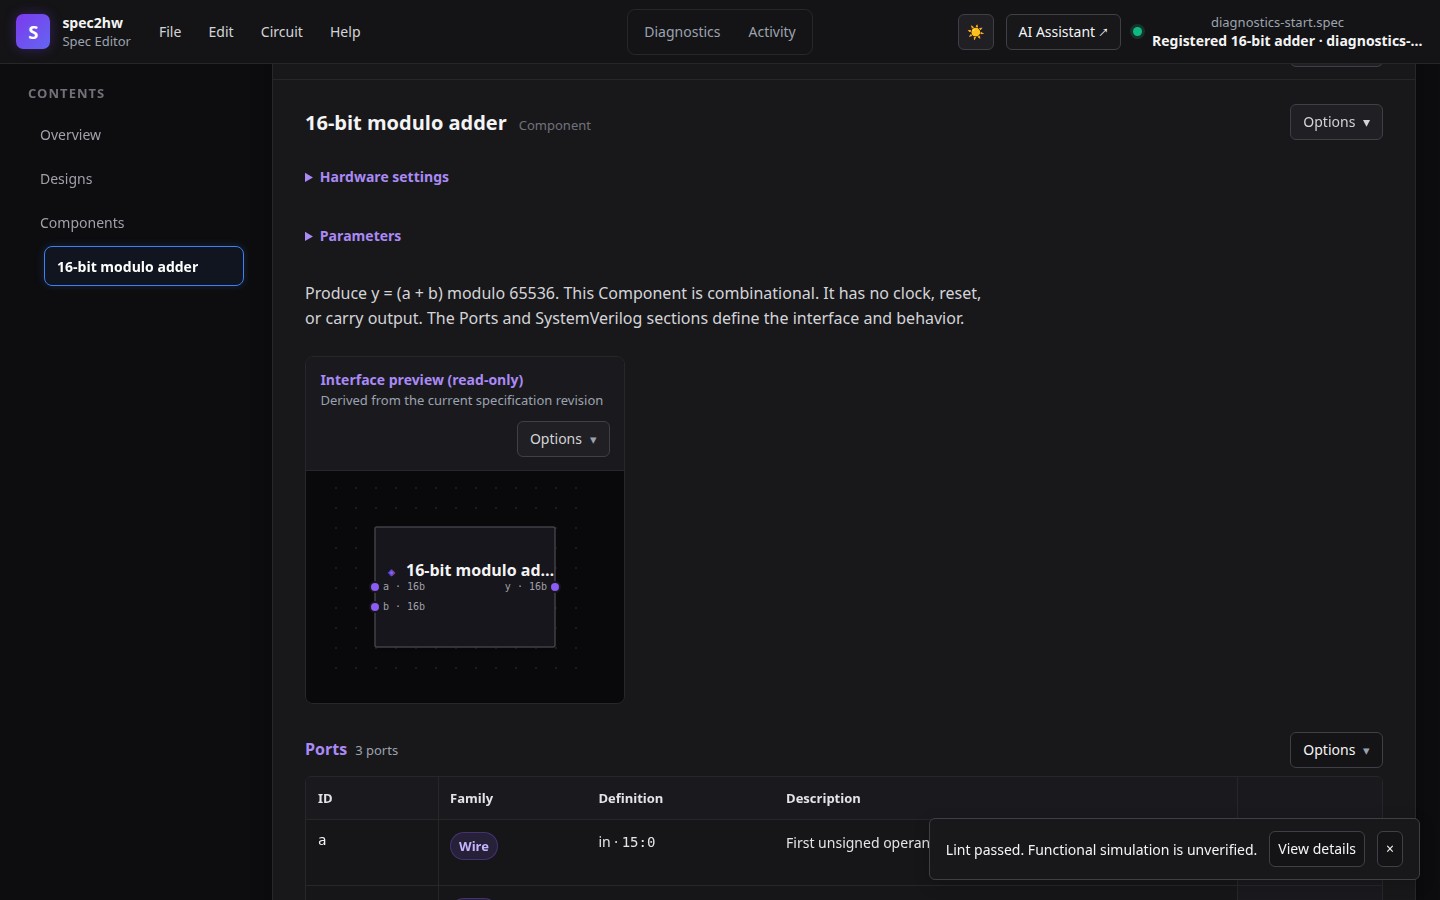 S
spec2hw
Spec Editor
File
Edit
Circuit
Help
Diagnostics
Activity
AI Assistant ↗
diagnostics-start.spec
Registered 16-bit adder · diagnostics-...
CONTENTS
Overview
Designs
Components
16-bit modulo adder
16-bit modulo adder Component
Options ▾
▶ Hardware settings
▶ Parameters
Produce y = (a + b) modulo 65536. This Component is combinational. It has no clock, reset,
or carry output. The Ports and SystemVerilog sections define the interface and behavior.
Interface preview (read-only)
Derived from the current specification revision
Options ▾
16-bit modulo ad...
a · 16b
y · 16b
b · 16b
Ports 3 ports
Options ▾
ID
Family
Definition
Description
a
Wire
in · 15:0
First unsigned operan
Lint passed. Functional simulation is unverified.
View details
×